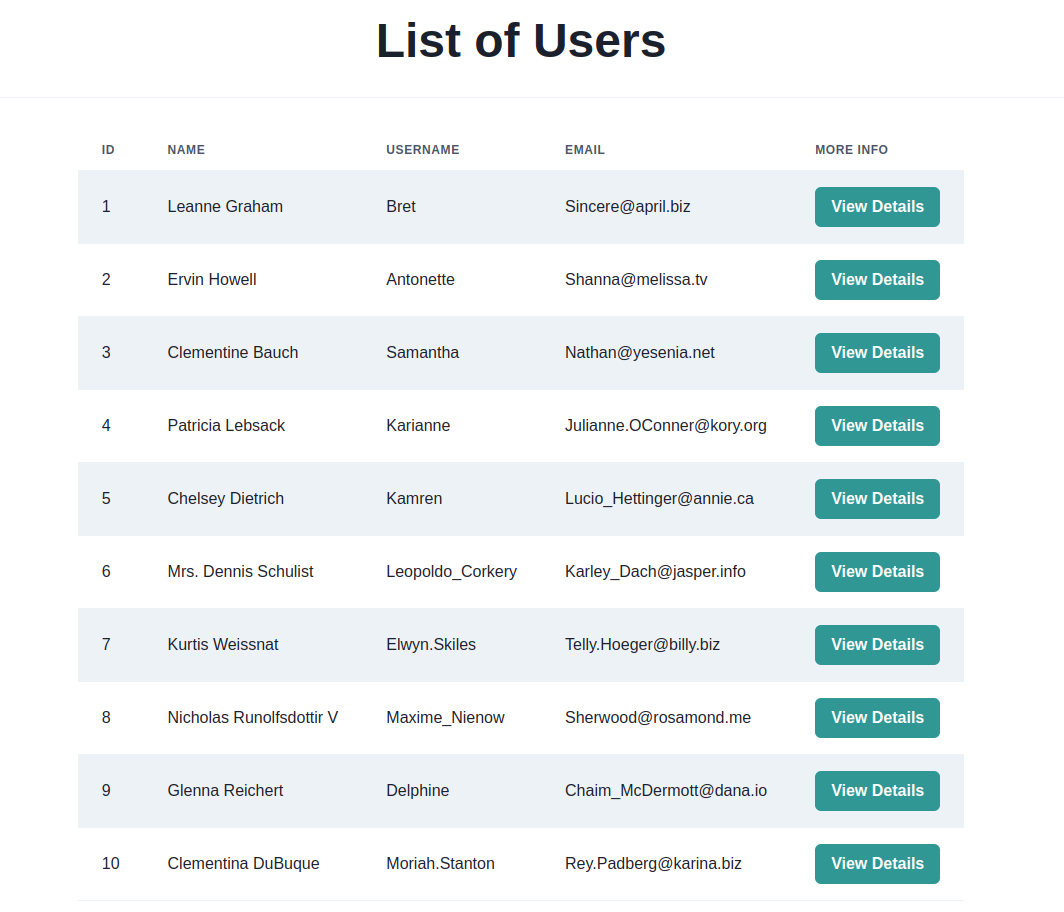 List of Users
ID NAME USERNAME EMAIL MORE INFO
1 Leanne Graham Bret Sincere@april.biz View Details
2 Ervin Howell Antonette Shanna@melissa.tv View Details
3 Clementine Bauch Samantha Nathan@yesenia.net View Details
4 Patricia Lebsack Karianne Julianne.OConner@kory.org View Details
5 Chelsey Dietrich Kamren Lucio_Hettinger@annie.ca View Details
6 Mrs. Dennis Schulist Leopoldo_Corkery Karley_Dach@jasper.info View Details
7 Kurtis Weissnat Elwyn.Skiles Telly.Hoeger@billy.biz View Details
8 Nicholas Runolfsdottir V Maxime_Nienow Sherwood@rosamond.me View Details
9 Glenna Reichert Delphine Chaim_McDermott@dana.io View Details
10 Clementina DuBuque Moriah.Stanton Rey.Padberg@karina.biz View Details